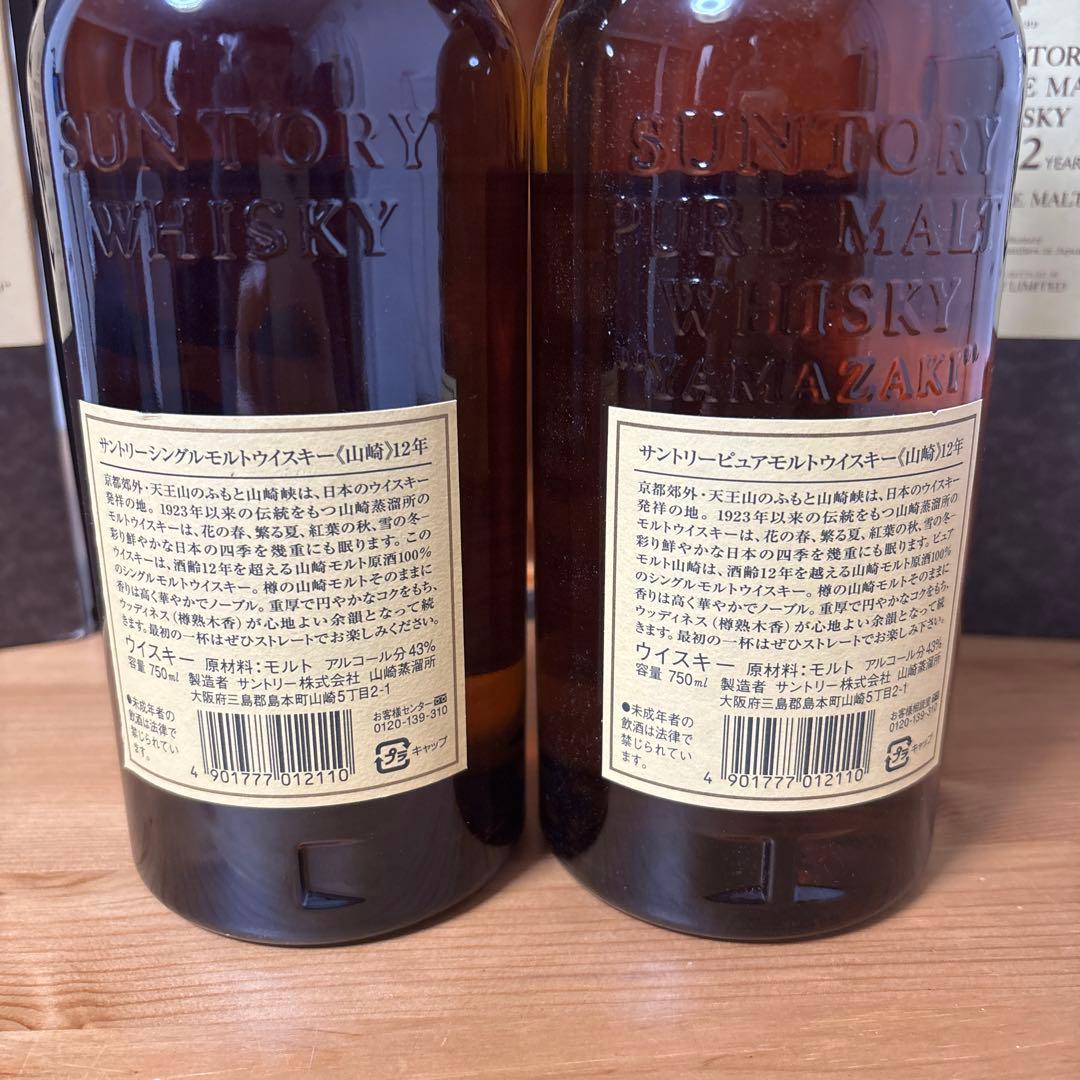 SUNTORY
WHISKY
サントリーシングルモルトウイスキー《山崎》12年
京都郊外・天王山のふもと山崎峡は、日本のウイスキー
発祥の地。1923年以来の伝統をもつ山崎蒸溜所の
モルトウイスキーは、花の春、繁る夏、紅葉の秋、雪の冬―
彩り鮮やかな日本の四季を幾重にも眠ります。この
ウイスキーは、酒齢12年を超える山崎モルト原酒100%
のシングルモルトウイスキー。樽の山崎モルトそのままに
香りは高く華やかでノーブル。重厚で円やかなコクをもち、
ウッディネス(樽熟木香)が心地よい余韻となって続
きます。最初の一杯はぜひストレートでお楽しみください。
ウイスキー 原材料:モルト アルコール分43%
容量 750ml 製造者 サントリー株式会社 山崎蒸溜所
大阪府三島郡島本町山崎5丁目2-1
●未成年者の
飲酒は法律で
禁じられてい
ます。
4 901777 012110
お客様センター
0120-139-310
プラ キャップ
SUNTORY
PURE MALT
WHISKY
"YAMAZAKI"
サントリーピュアモルトウイスキー《山崎》12年
京都郊外・天王山のふもと山崎峡は、日本のウイスキー
発祥の地。1923年以来の伝統をもつ山崎蒸溜所の
モルトウイスキーは、花の春、繁る夏、紅葉の秋、雪の冬―
彩り鮮やかな日本の四季を幾重にも眠ります。ピュア
モルト山崎は、酒齢12年を越える山崎モルト原酒100%
のシングルモルトウイスキー。樽の山崎モルトそのままに
香りは高く華やかでノーブル。重厚で円やかなコクをもち、
ウッディネス(樽熟木香)が心地よい余韻となって続
きます。最初の一杯はぜひストレートでお楽しみ下さい。
ウイスキー 原材料:モルト アルコール分43%
容量 750ml 製造者 サントリー株式会社 山崎蒸溜所
大阪府三島郡島本町山崎5丁目2-1
●未成年者の
飲酒は法律で
禁じられてい
ます。
4 901777 012110
お客様相談室
0120-139-310
プラ キャップ
SKY
2 YEARS
E MALT
LIMITED